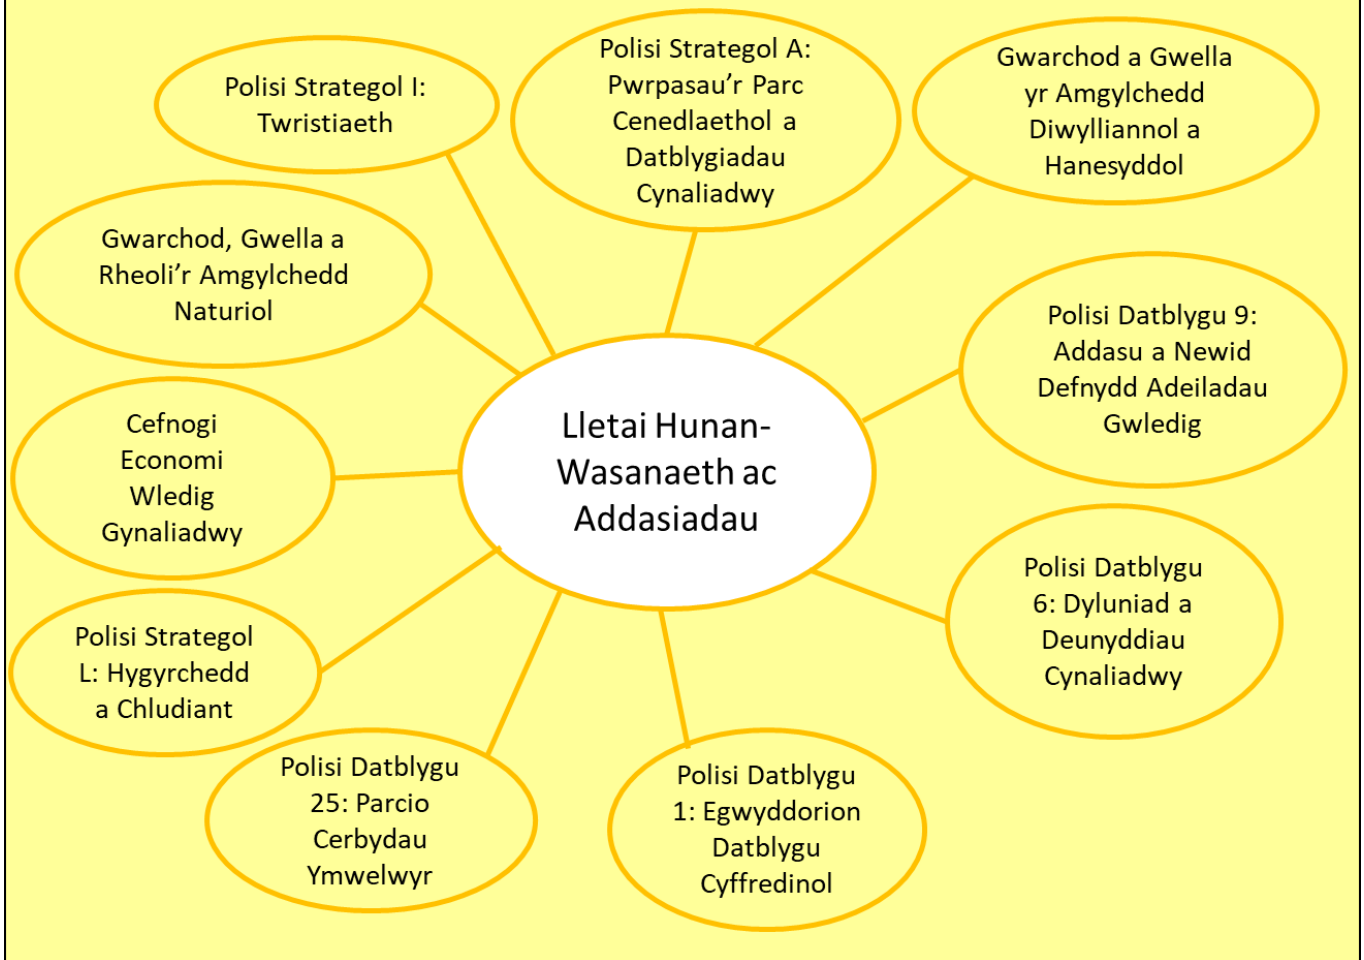 Polisi Strategol I:
Twristiaeth
Polisi Strategol A:
Pwrpasau’r Parc
Cenedlaethol a
Datblygiadau
Cynaliadwy
Gwarchod a Gwella
yr Amgylchedd
Diwylliannol a
Hanesyddol
Gwarchod, Gwella a
Rheoli’r Amgylchedd
Naturiol
Polisi Datblygu 9:
Addasu a Newid
Defnydd Adeiladau
Gwledig
Lletai Hunan-
Wasanaeth ac
Addasiadau
Cefnogi
Economi
Wledig
Gynaliadwy
Polisi Datblygu
6: Dyluniad a
Deunyddiau
Cynaliadwy
Polisi Strategol
L: Hygyrchedd
a Chludiant
Polisi Datblygu
25: Parcio
Cerbydau
Ymwelwyr
Polisi Datblygu
1: Egwyddorion
Datblygu
Cyffredinol